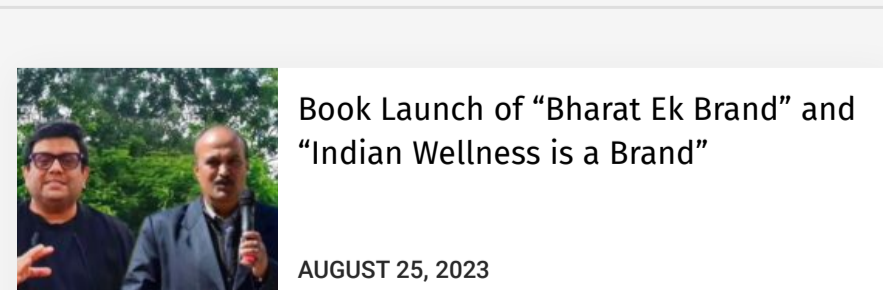 Book Launch of “Bharat Ek Brand” and
“Indian Wellness is a Brand”
AUGUST 25, 2023